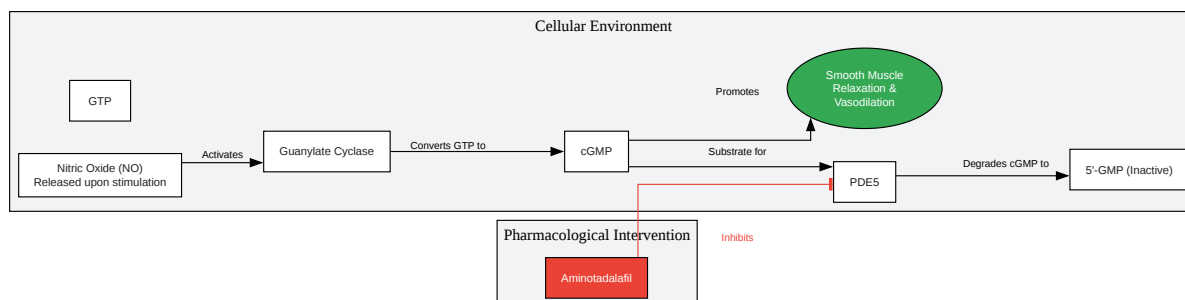 Cellular Environment
GTP
Nitric Oxide (NO)
Released upon stimulation
Activates
Guanylate Cyclase
Converts GTP to
cGMP
Promotes
Smooth Muscle
Relaxation &
Vasodilation
Substrate for
PDE5
Degrades cGMP to
5'-GMP (Inactive)
Pharmacological Intervention
Inhibits
Aminotadalafil